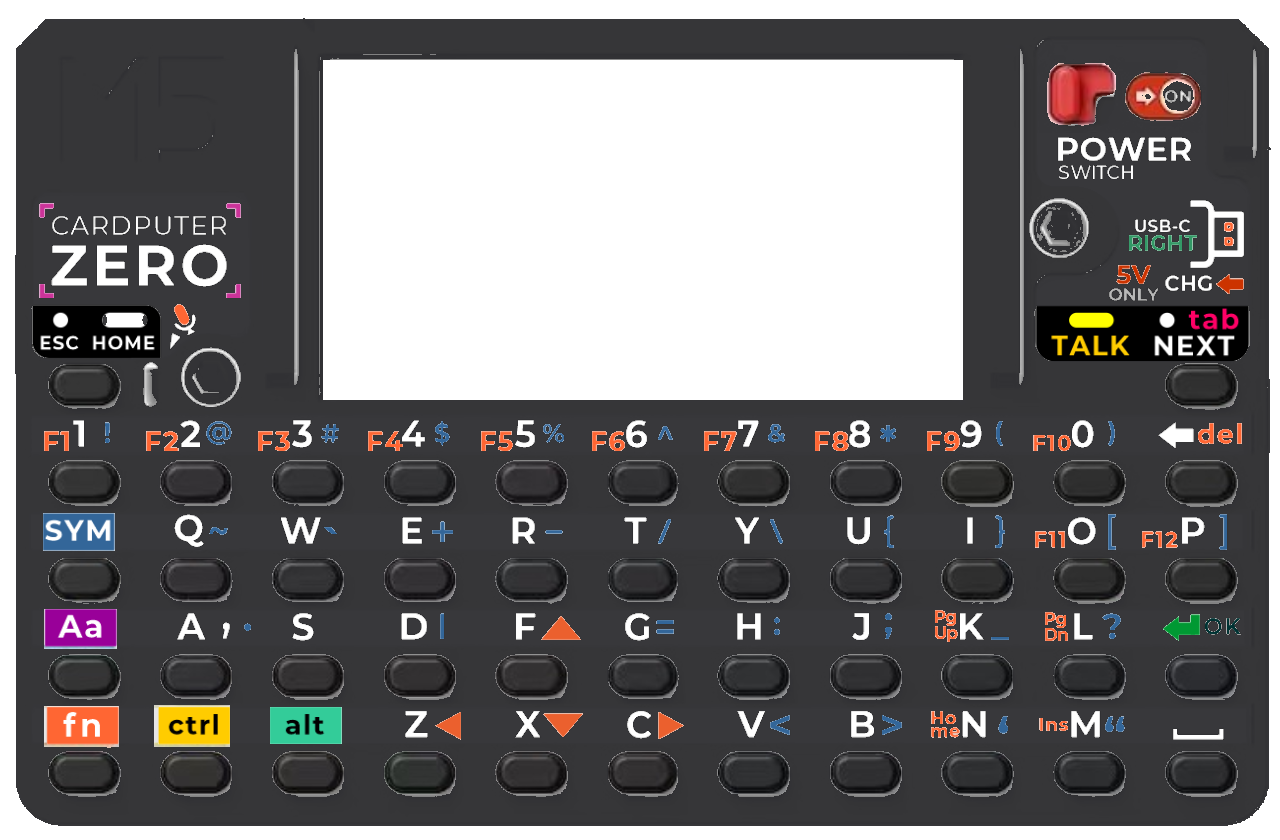 M5
ON
POWER
SWITCH
CARDPUTER
ZERO
USB-C
RIGHT
5V
ONLY
CHG
ESC HOME
TALK
tab
NEXT
F1 1 ! F2 2 @ F3 3 # F4 4 $ F5 5 % F6 6 ^ F7 7 & F8 8 * F9 9 ( F10 0 ) del
SYM Q ~ W ` E + R - T / Y \ U { I } F11 O [ F12 P ]
Aa A , . S D | F G = H : J ; Pg Up K _ Pg Dn L ? OK
fn ctrl alt Z X C V < B > Home N ‘ Ins M “